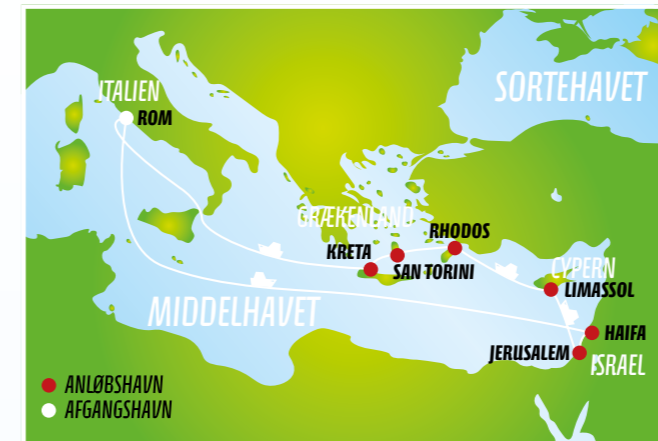 ITALIEN
ROM
SORTEHAVET
GRÆKENLAND
RHODOS
KRETA
SANTORINI
CYPERN
LIMASSOL
MIDDELHAVET
HAIFA
JERUSALEM
ISRAEL
ANLØBSHAVN
AFGANGSHAVN